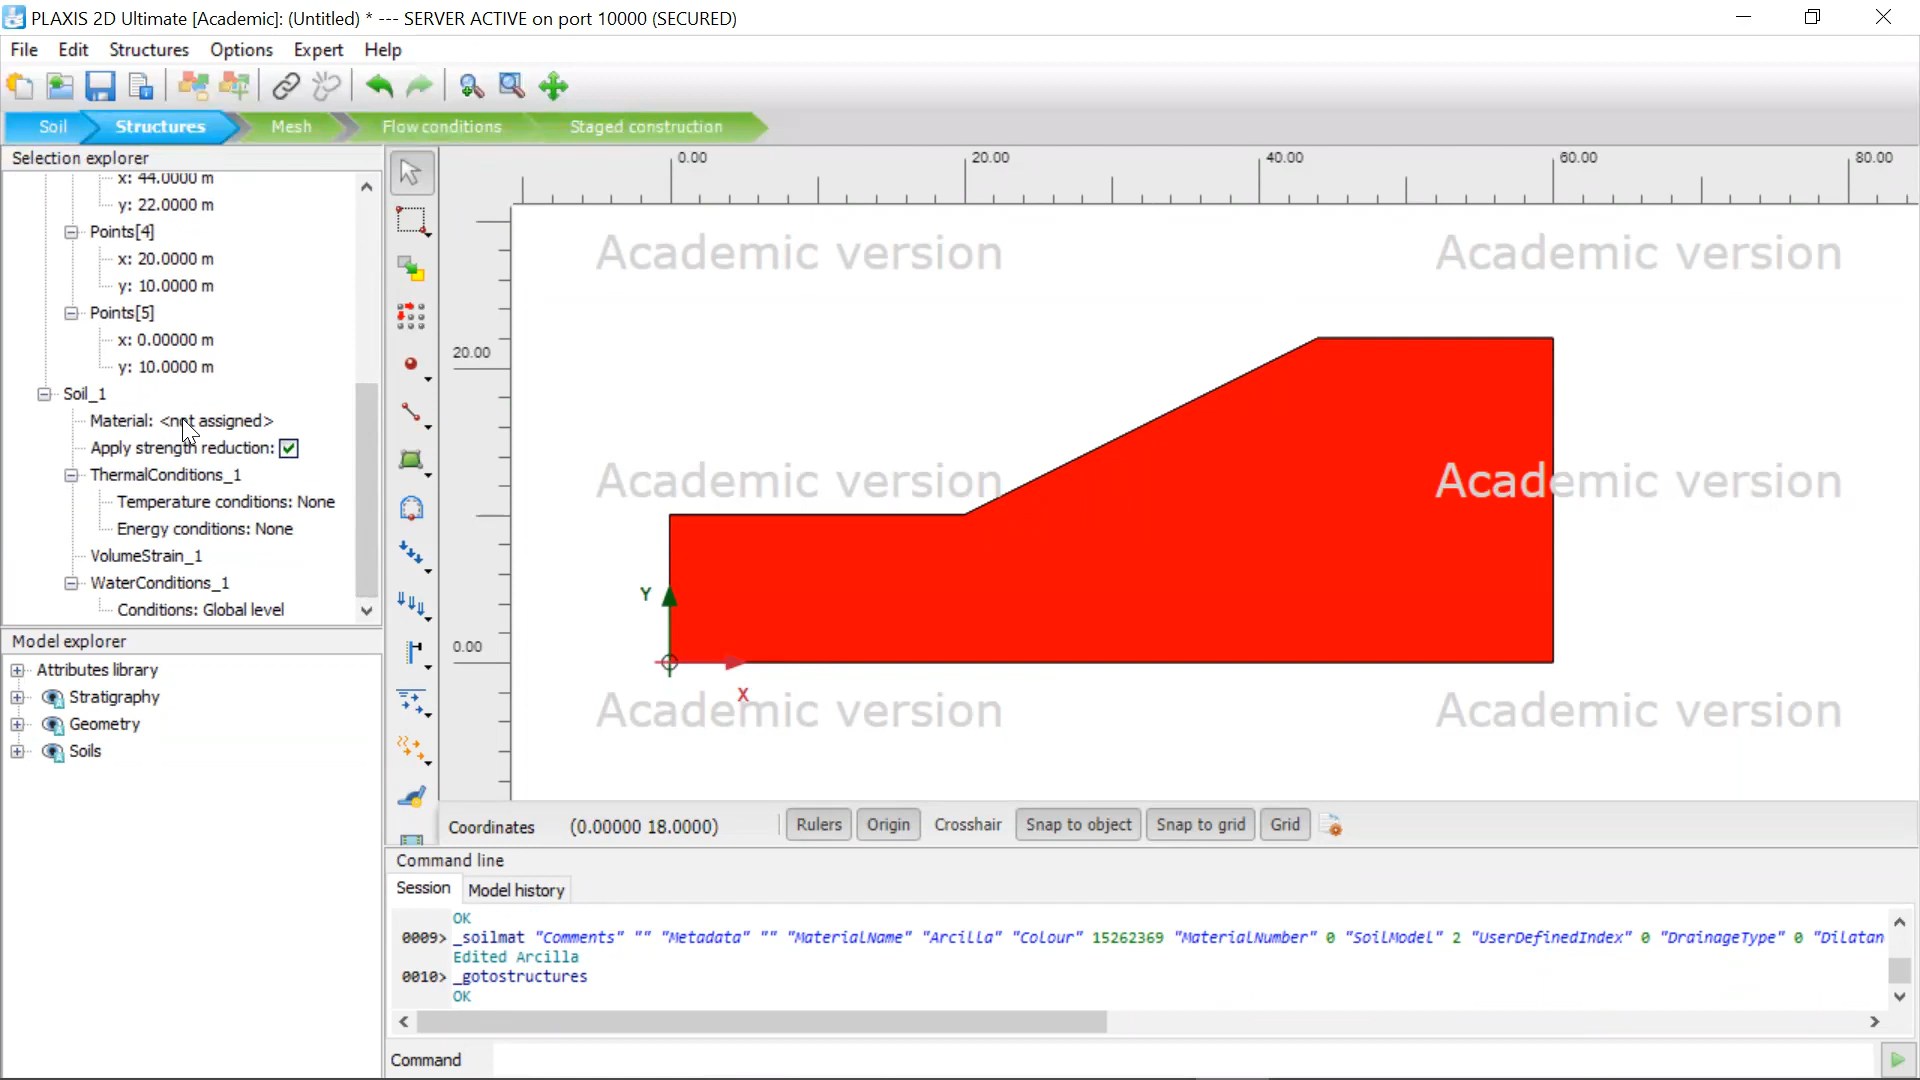 PLAXIS 2D Ultimate [Academic]: (Untitled) * --- SERVER ACTIVE on port 10000 (SECURED)
File Edit Structures Options Expert Help
Soil Structures Mesh Flow conditions Staged construction
Selection explorer
x: 44.0000 m
y: 22.0000 m
Points[4]
x: 20.0000 m
y: 10.0000 m
Points[5]
x: 0.00000 m
y: 10.0000 m
Soil_1
Material: <not assigned>
Apply strength reduction:
ThermalConditions_1
Temperature conditions: None
Energy conditions: None
VolumeStrain_1
WaterConditions_1
Conditions: Global level
Model explorer
Attributes library
Stratigraphy
Geometry
Soils
0.00 20.00 40.00 60.00 80.00
20.00
0.00
Academic version Academic version
Academic version Academic version
Academic version Academic version
Y
X
Coordinates (0.00000 18.0000) Rulers Origin Crosshair Snap to object Snap to grid Grid
Command line
Session Model history
OK
0009> _soilmat "Comments" "" "Metadata" "" "MaterialName" "Arcilla" "Colour" 15262369 "MaterialNumber" 0 "SoilModel" 2 "UserDefinedIndex" 0 "DrainageType" 0 "Dilatan
Edited Arcilla
0010> _gotostructures
OK
Command